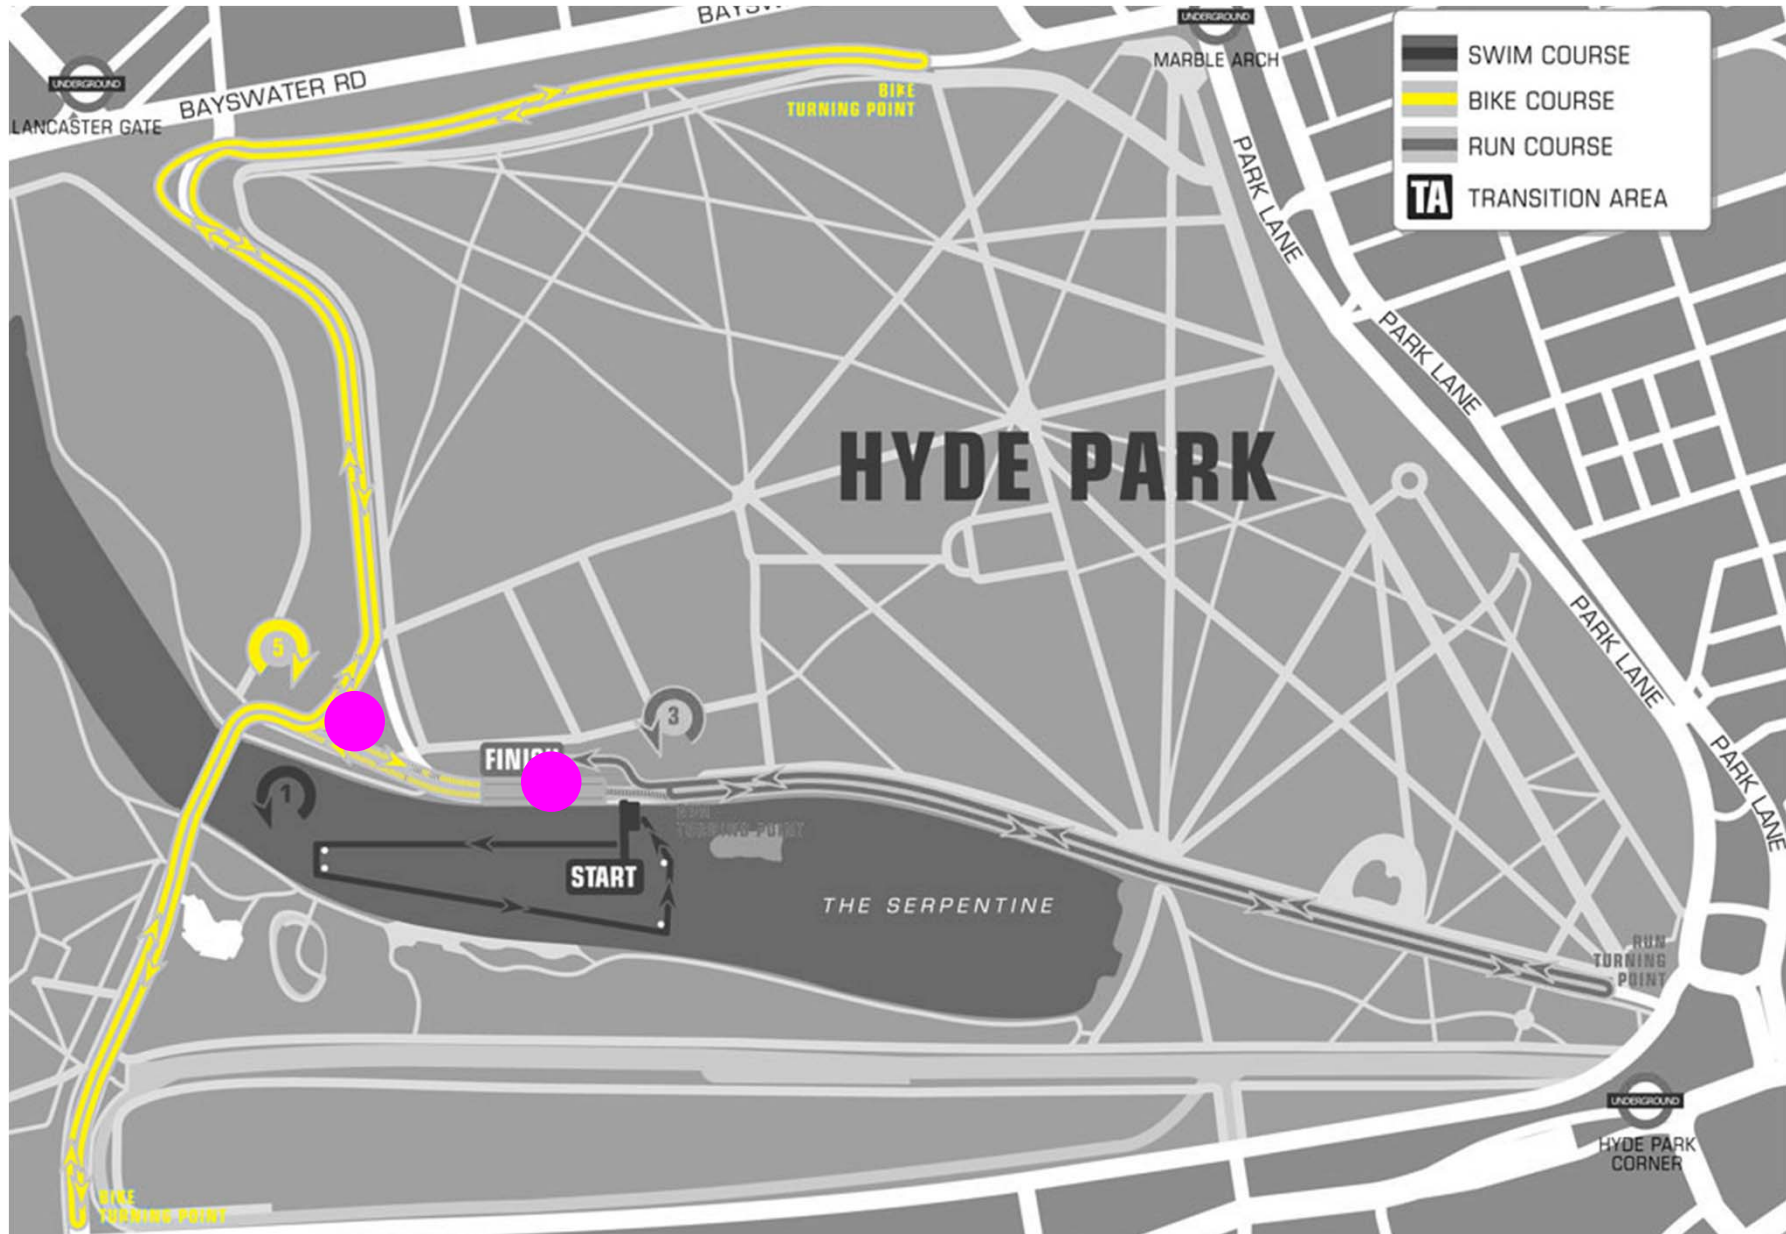 BAYSWATER RD
UNDERGROUND
LANCASTER GATE
UNDERGROUND
MARBLE ARCH
BIKE
TURNING POINT
SWIM COURSE
BIKE COURSE
RUN COURSE
TA TRANSITION AREA
PARK LANE
PARK LANE
HYDE PARK
PARK LANE
PARK LANE
5
3
1
START
THE SERPENTINE
TURNING POINT
RUN
TURNING
POINT
UNDERGROUND
HYDE PARK
CORNER
BIKE
TURNING POINT